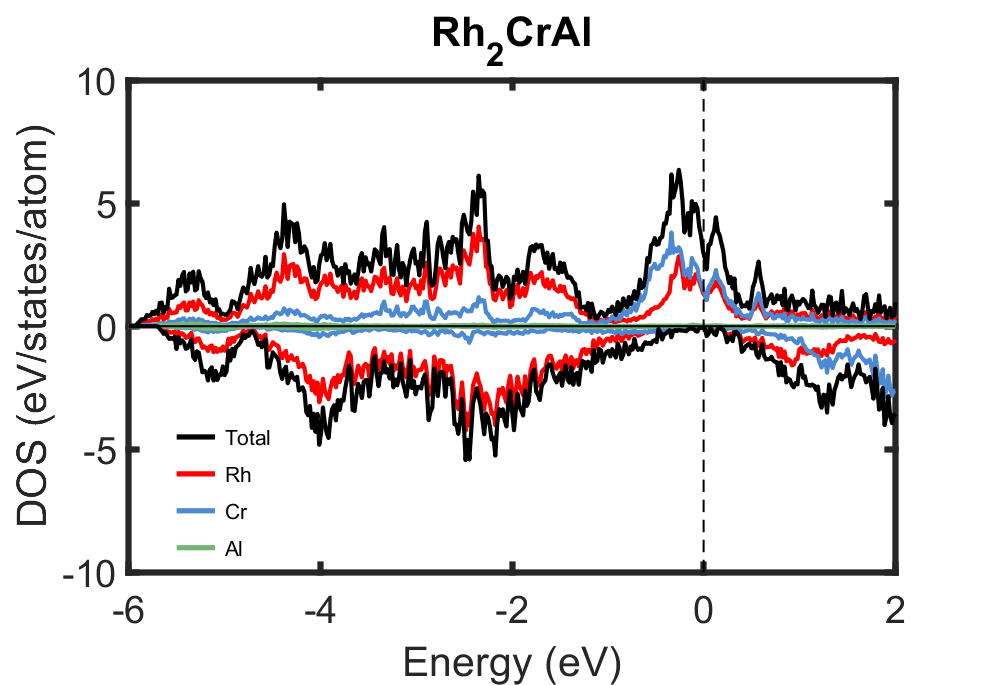 Rh₂CrAl
DOS (eV/states/atom)
10
5
0
-5
-10
Total
Rh
Cr
Al
-6 -4 -2 0 2
Energy (eV)